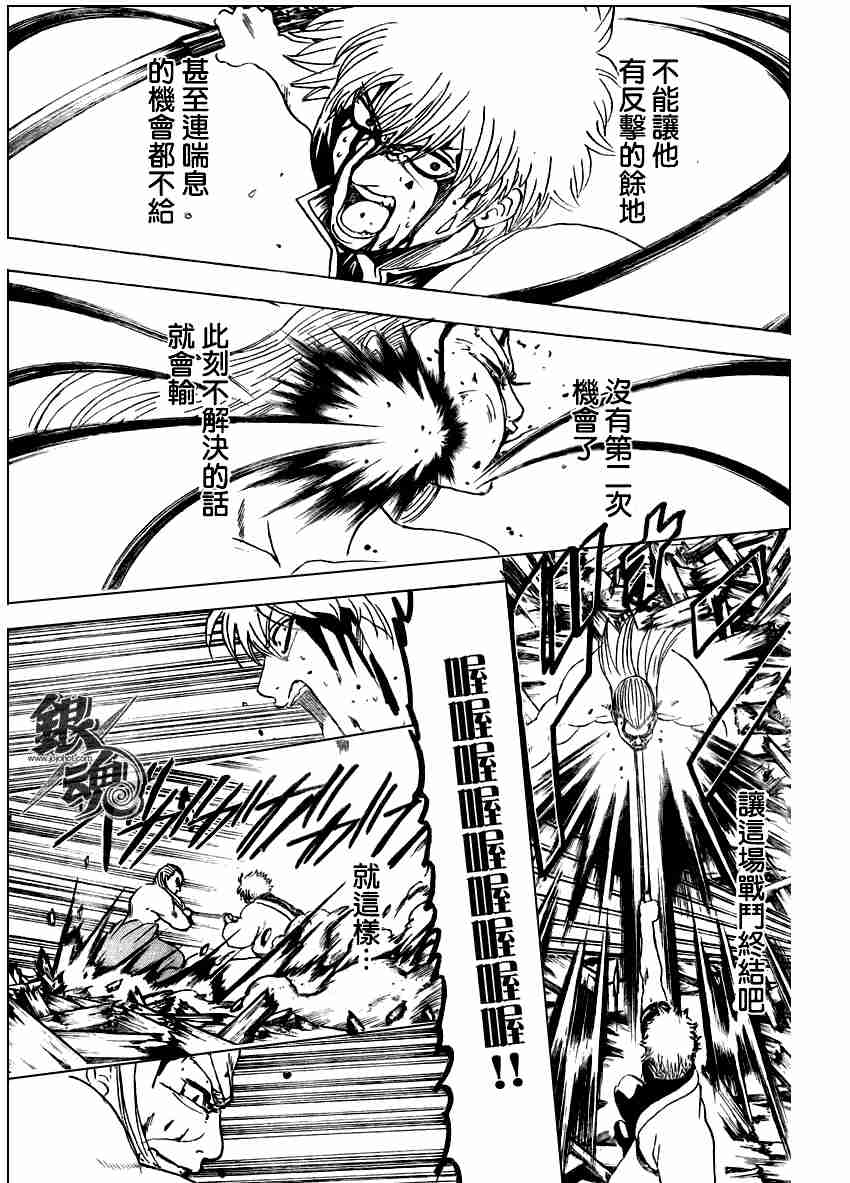 不能讓他
有反擊的餘地
甚至連喘息
的機會都不給。
沒有第二次
機會了
此刻不解決的話
就會輸
讓這場戰鬥終結吧
喔喔喔喔喔喔喔喔喔!!
就這樣…
銀魂
www.jojohot.com